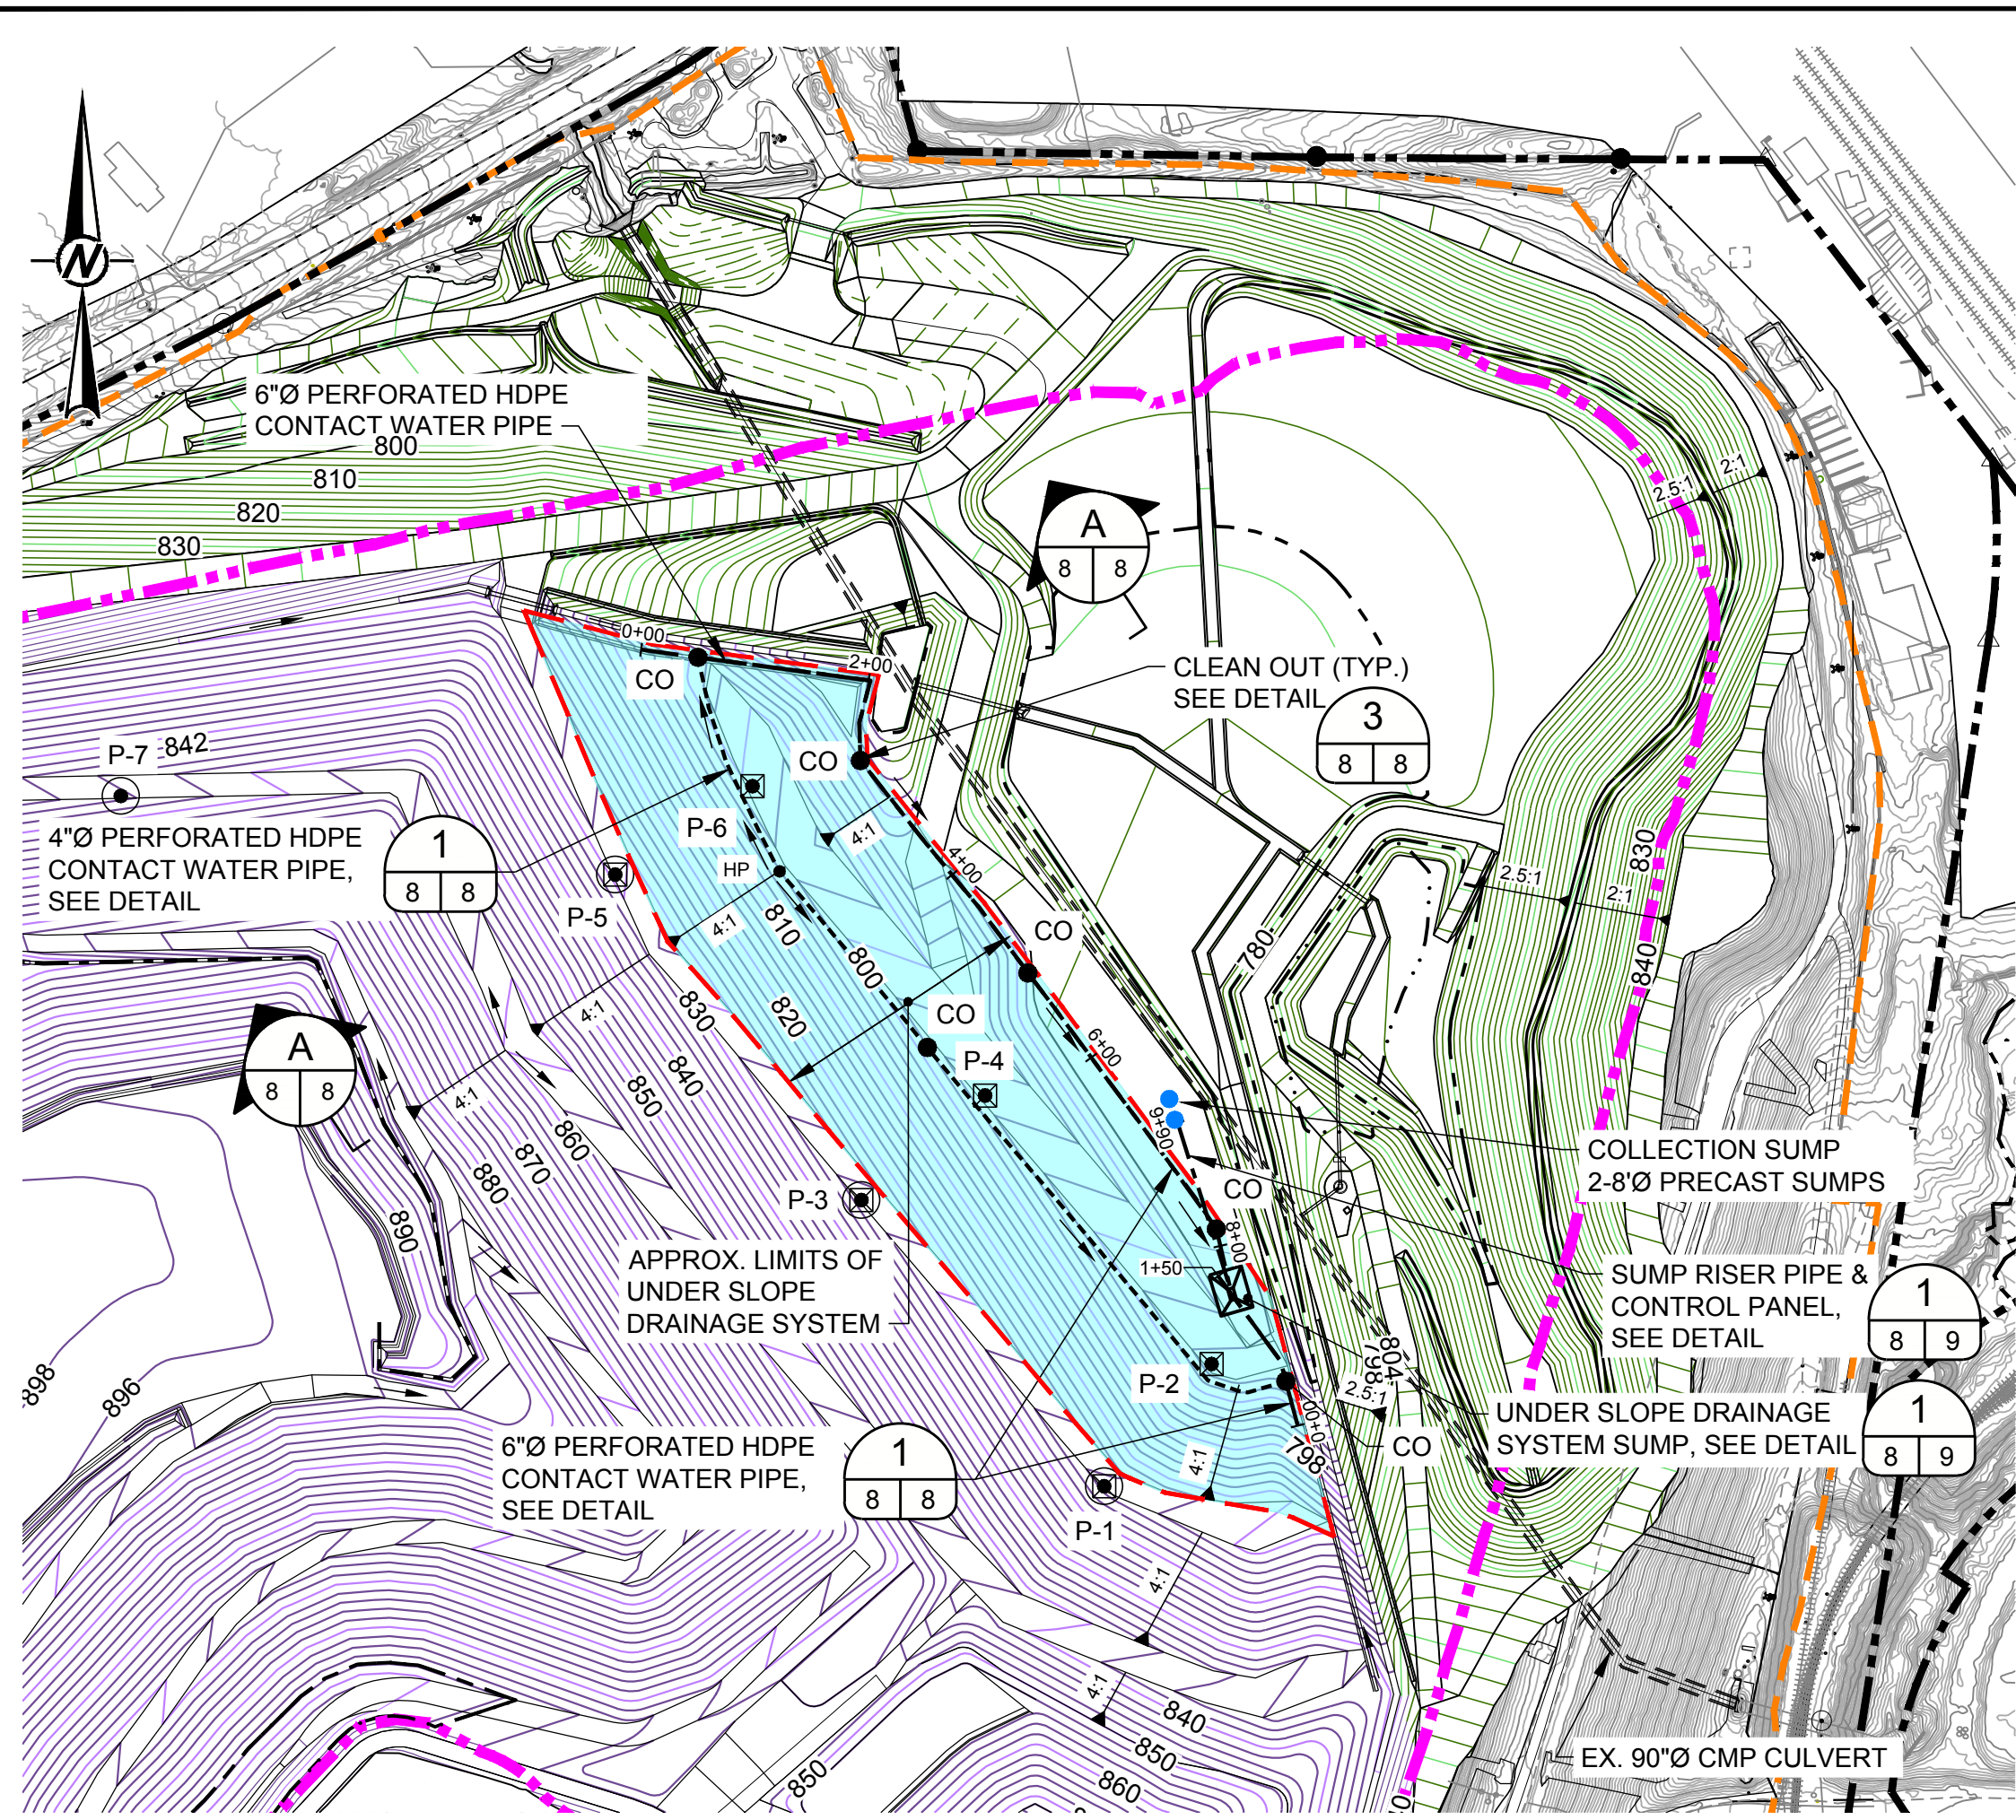 N
6"Ø PERFORATED HDPE
CONTACT WATER PIPE
800
810
820
830
2:1
2.5:1
A
8 8
0+00
2+00
CO
CLEAN OUT (TYP.)
SEE DETAIL
3
8 8
P-7
842
CO
4"Ø PERFORATED HDPE
CONTACT WATER PIPE,
SEE DETAIL
1
8 8
P-6
4:1
HP
4+00
830
2.5:1
2:1
P-5
4:1
810
CO
780
800
840
4:1
830
820
CO
6+00
A
8 8
P-4
840
850
4:1
9+90
COLLECTION SUMP
2-8'Ø PRECAST SUMPS
860
870
880
890
P-3
CO
8+00
APPROX. LIMITS OF
UNDER SLOPE
DRAINAGE SYSTEM
1+50
SUMP RISER PIPE &
CONTROL PANEL,
SEE DETAIL
1
8 9
898
896
P-2
804
798
2.5:1
0+00
UNDER SLOPE DRAINAGE
SYSTEM SUMP, SEE DETAIL
1
8 9
6"Ø PERFORATED HDPE
CONTACT WATER PIPE,
SEE DETAIL
1
8 8
4:1
798
CO
P-1
4:1
4:1
840
850
860
850
EX. 90"Ø CMP CULVERT